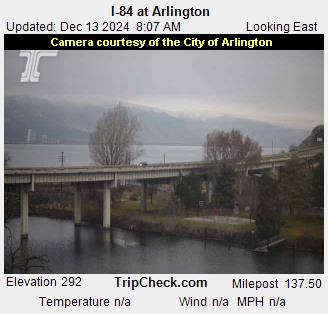 I-84 at Arlington
Updated: Dec 13 2024 8:07 AM Looking East
Camera courtesy of the City of Arlington
Elevation 292 TripCheck.com Milepost 137.50
Temperature n/a Wind n/a MPH n/a